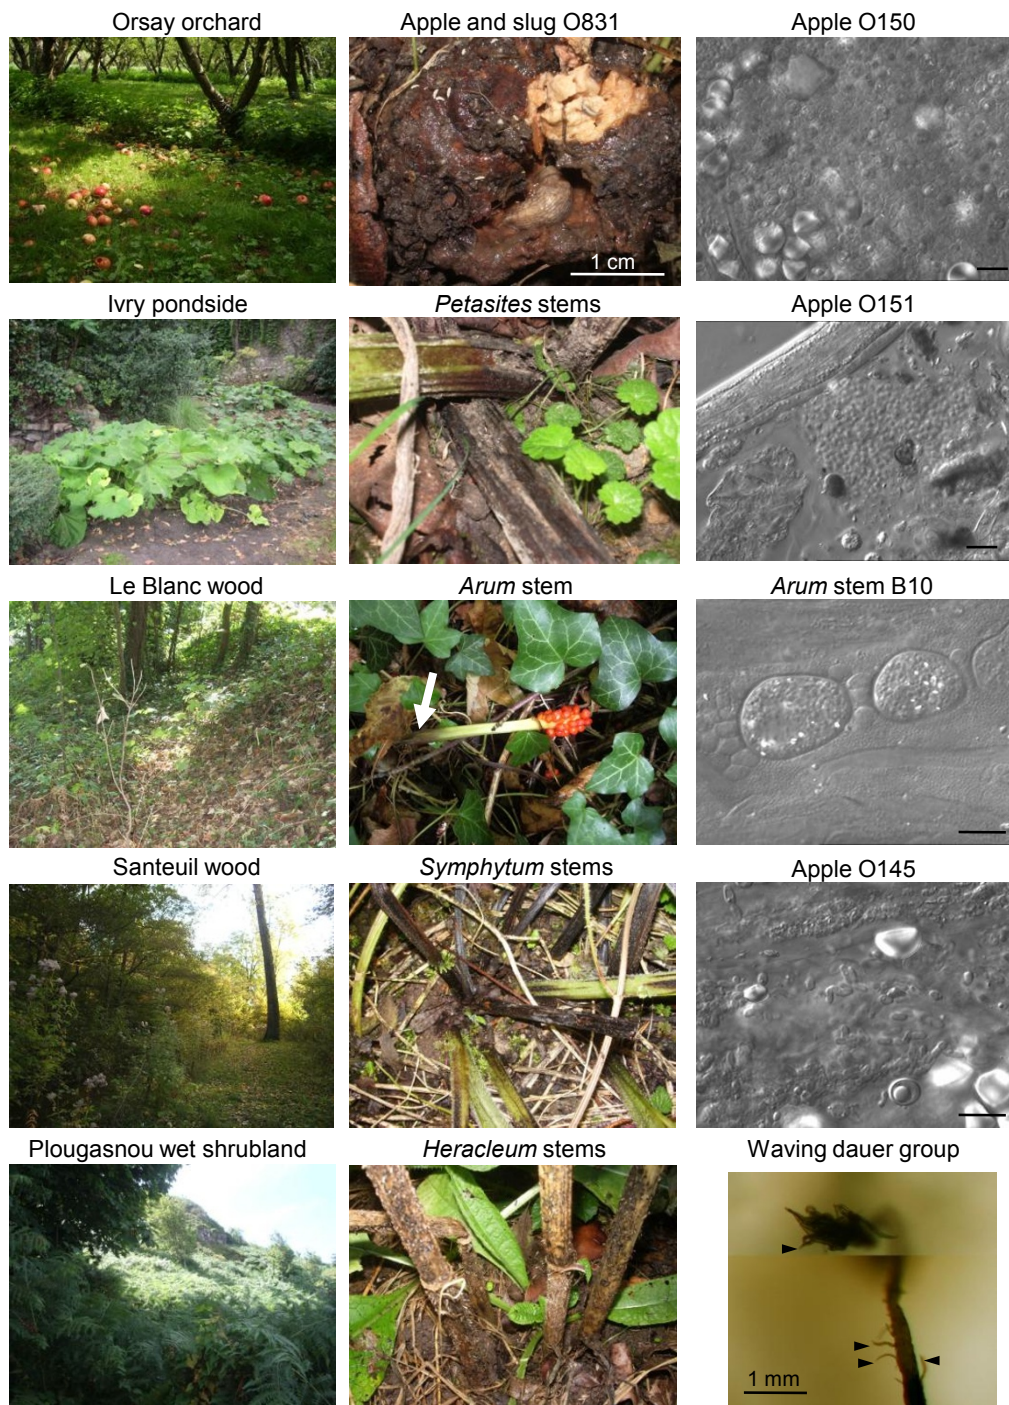 Orsay orchard
Apple and slug O831
Apple O150
1 cm
Ivry pondside
Petasites stems
Apple O151
Le Blanc wood
Arum stem
Arum stem B10
Santeuil wood
Symphytum stems
Apple O145
Plougasnou wet shrubland
Heracleum stems
Waving dauer group
1 mm